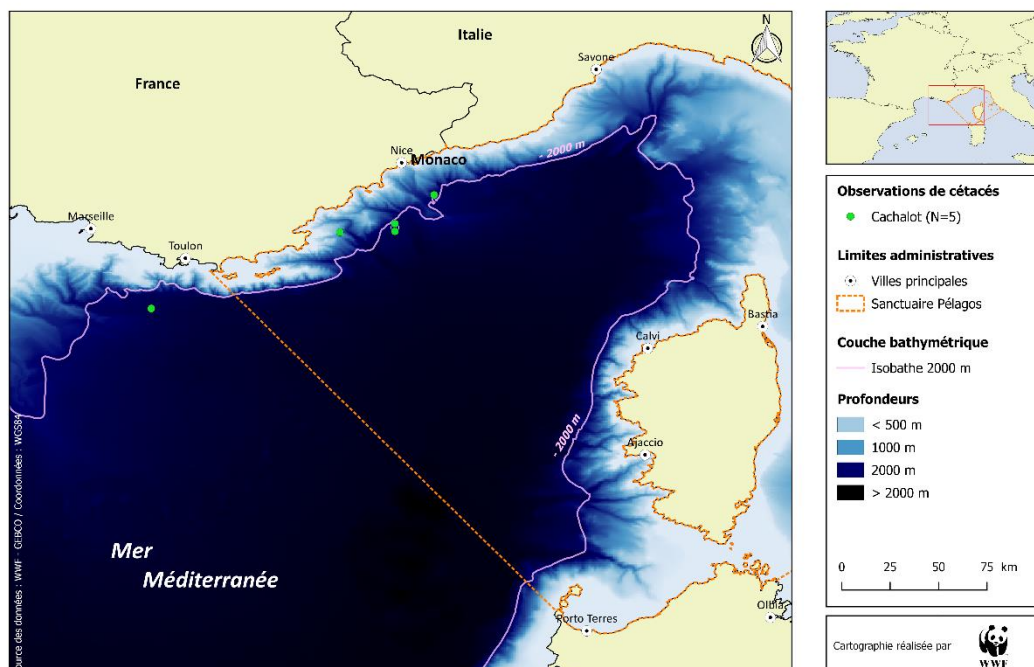 Italie
France
N
Savone
- 2000 m
Nice
Monaco
Marseille
Toulon
Bastia
Calvi
- 2000 m
Ajaccio
Mer
Méditerranée
Porto Terres
Olbia
ource des données : WWF - GEBCO / Coordonnées : WGS84
Observations de cétacés
Cachalot (N=5)
Limites administratives
Villes principales
Sanctuaire Pélagos
Couche bathymétrique
Isobathe 2000 m
Profondeurs
< 500 m
1000 m
2000 m
> 2000 m
0 25 50 75 km
Cartographie réalisée par
WWF